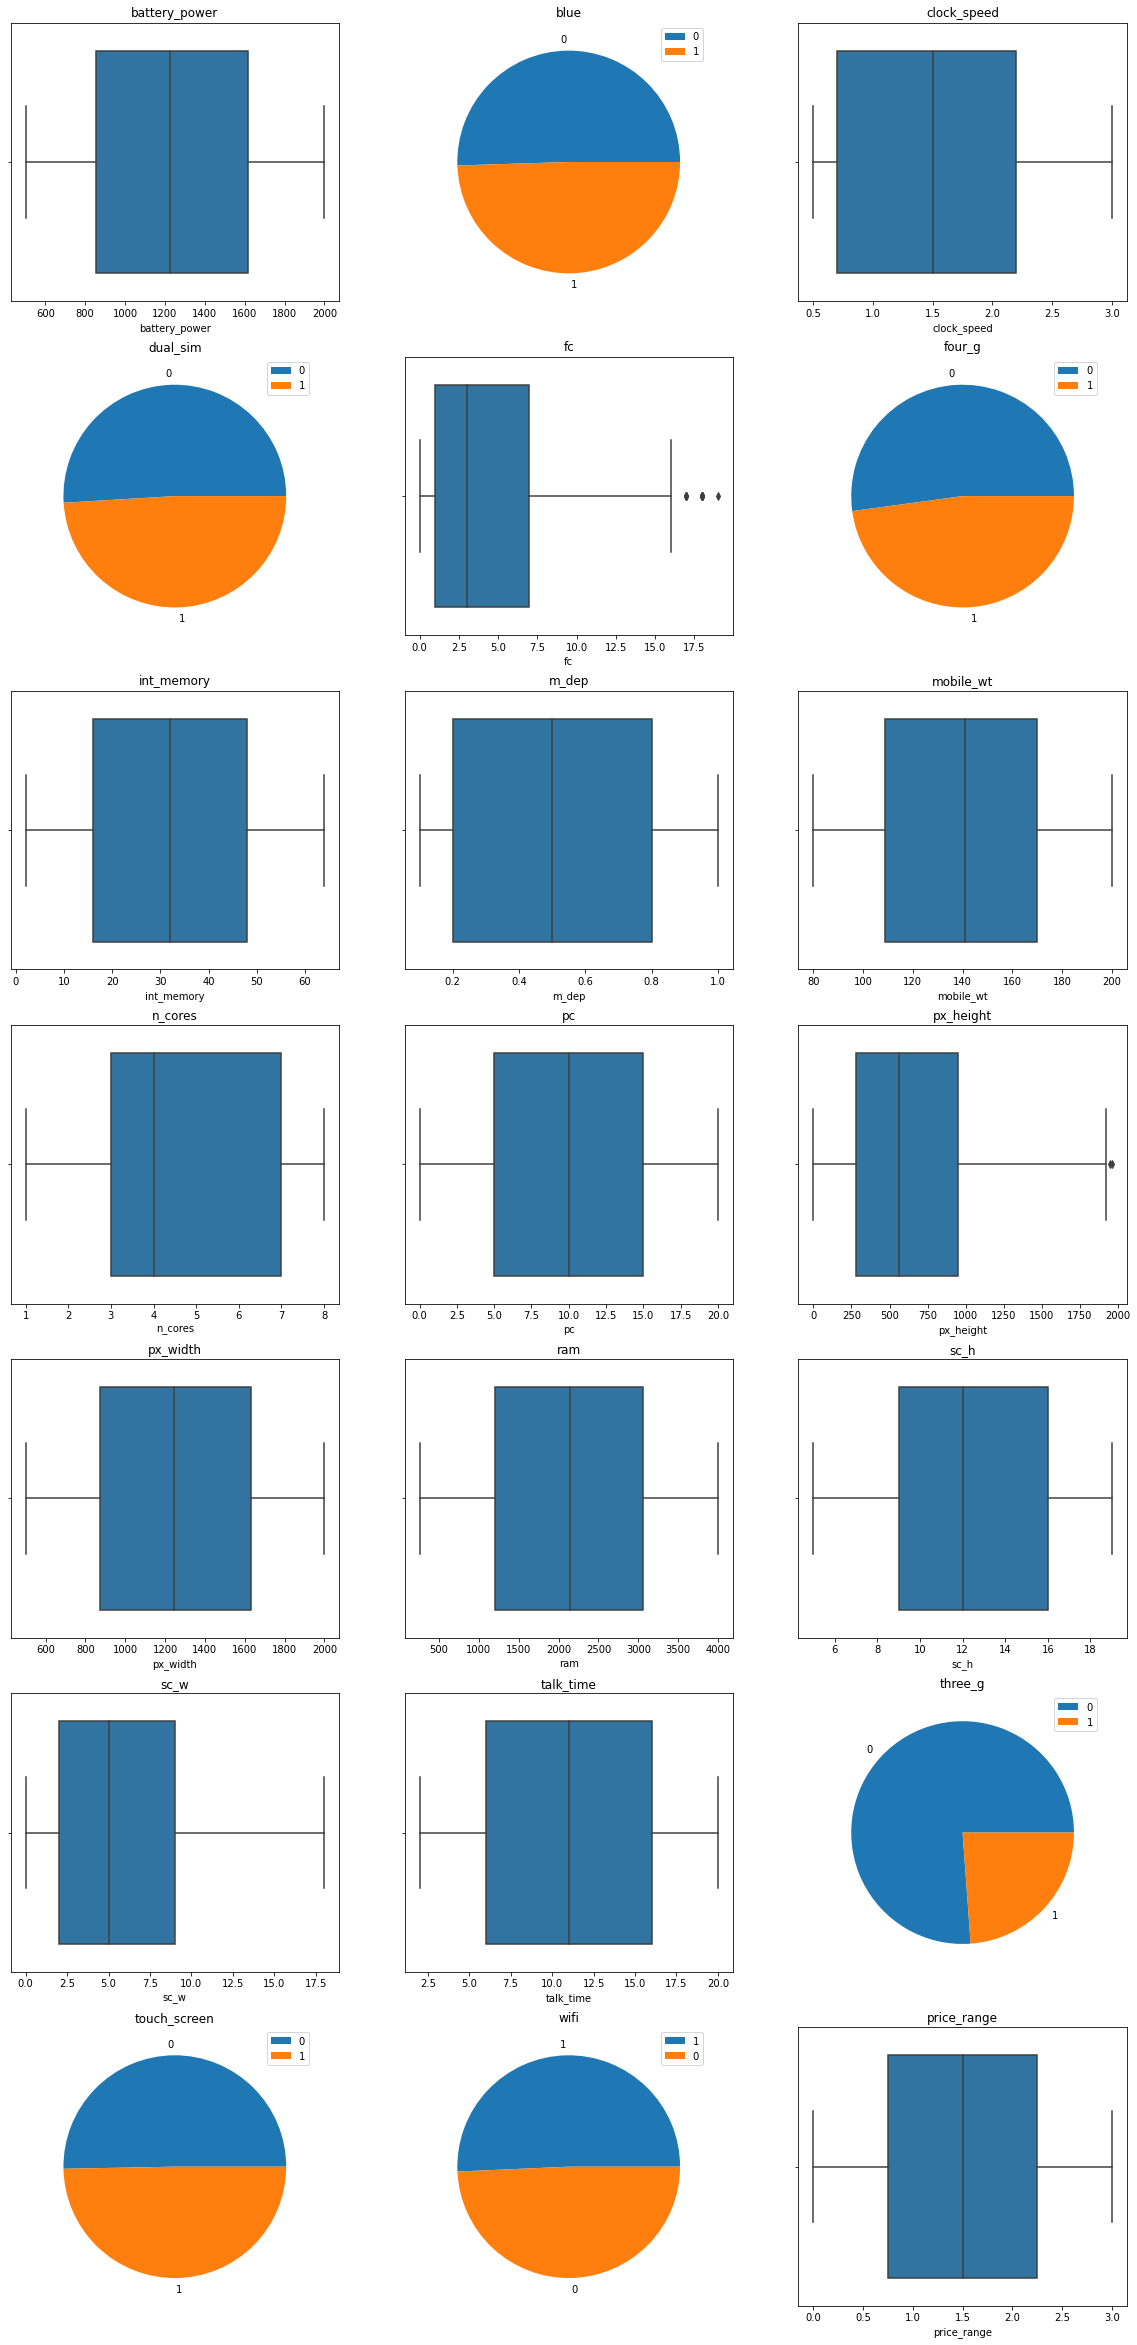 battery_power
600 800 1000 1200 1400 1600 1800 2000
battery_power
blue
0
1
0
1
clock_speed
0.5 1.0 1.5 2.0 2.5 3.0
clock_speed
dual_sim
0
1
0
1
fc
0.0 2.5 5.0 7.5 10.0 12.5 15.0 17.5
fc
four_g
0
1
0
1
int_memory
0 10 20 30 40 50 60
int_memory
m_dep
0.2 0.4 0.6 0.8 1.0
m_dep
mobile_wt
80 100 120 140 160 180 200
mobile_wt
n_cores
1 2 3 4 5 6 7 8
n_cores
pc
0.0 2.5 5.0 7.5 10.0 12.5 15.0 17.5 20.0
pc
px_height
0 250 500 750 1000 1250 1500 1750 2000
px_height
px_width
600 800 1000 1200 1400 1600 1800 2000
px_width
ram
500 1000 1500 2000 2500 3000 3500 4000
ram
sc_h
6 8 10 12 14 16 18
sc_h
sc_w
0.0 2.5 5.0 7.5 10.0 12.5 15.0 17.5
sc_w
talk_time
2.5 5.0 7.5 10.0 12.5 15.0 17.5 20.0
talk_time
three_g
0
1
0
1
touch_screen
0
1
0
1
wifi
1
0
1
0
price_range
0.0 0.5 1.0 1.5 2.0 2.5 3.0
price_range